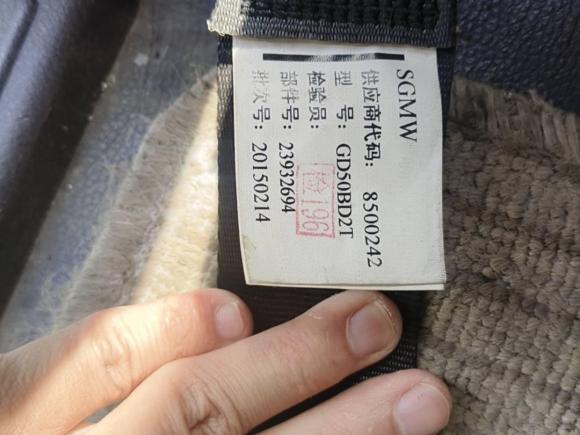 SGMW
供应商代码: 8500242
型 号: GD50BD2T
检验员: 检196
部件号: 23932694
批次号: 20150214